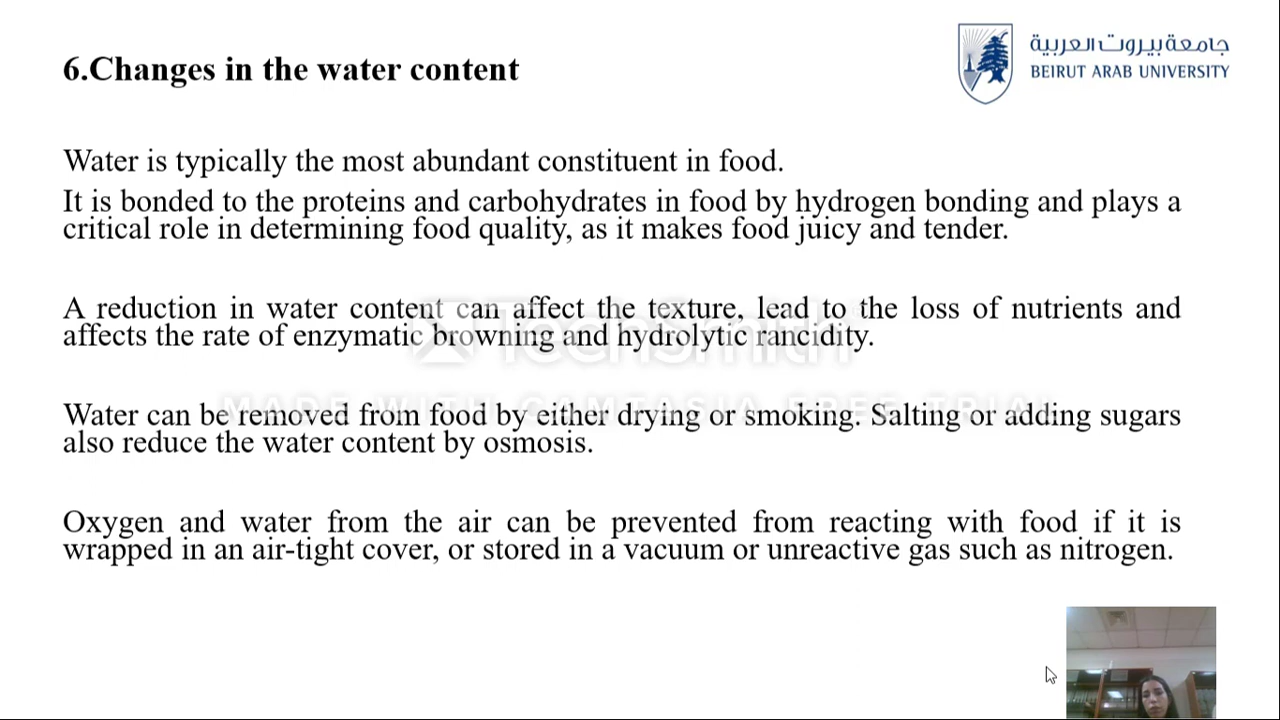 6.Changes in the water content
جامعة بيروت العربية
BEIRUT ARAB UNIVERSITY
Water is typically the most abundant constituent in food.
It is bonded to the proteins and carbohydrates in food by hydrogen bonding and plays a
critical role in determining food quality, as it makes food juicy and tender.
A reduction in water content can affect the texture, lead to the loss of nutrients and
affects the rate of enzymatic browning and hydrolytic rancidity.
TechSmith
MADE WITH CAMTASIA FREE TRIAL
Water can be removed from food by either drying or smoking. Salting or adding sugars
also reduce the water content by osmosis.
Oxygen and water from the air can be prevented from reacting with food if it is
wrapped in an air-tight cover, or stored in a vacuum or unreactive gas such as nitrogen.